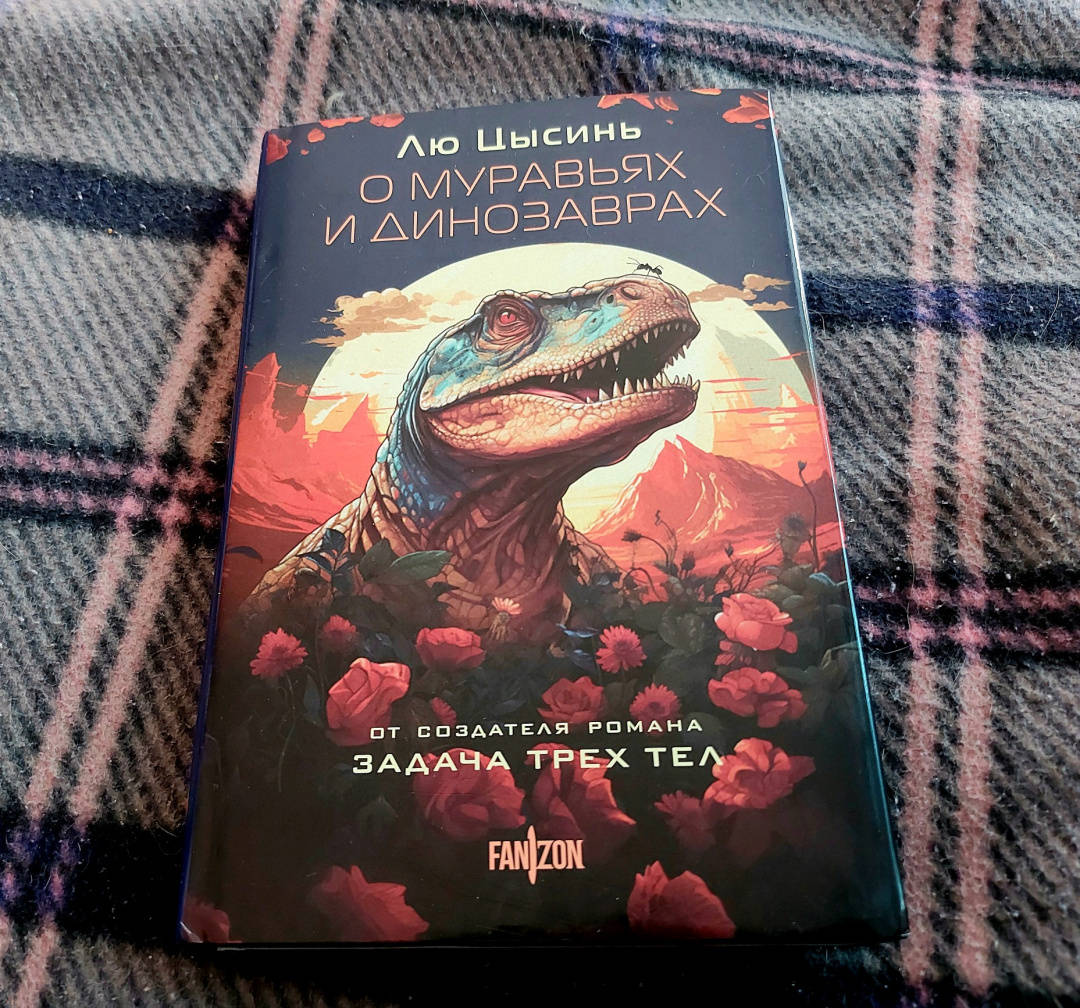 Лю Цысинь
О МУРАВЬЯХ
И ДИНОЗАВРАХ
ОТ СОЗДАТЕЛЯ РОМАНА
ЗАДАЧА ТРЕХ ТЕЛ
FANZON